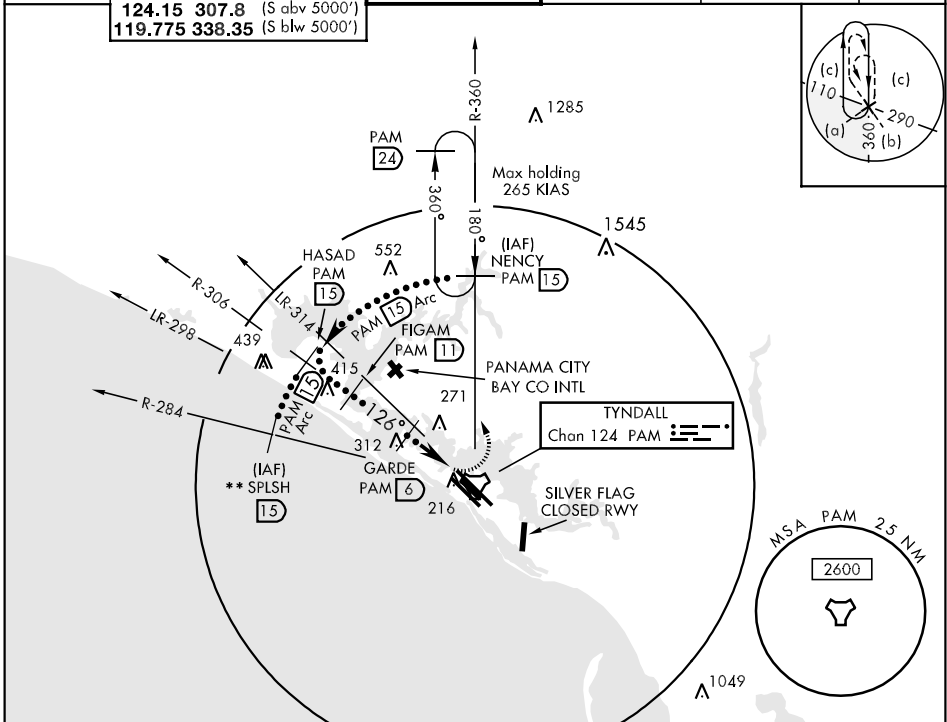 124.15 307.8 (S abv 5000')
119.775 338.35 (S blw 5000')
(c)
(c)
110
290
(a)
360
(b)
R-360
1285
PAM
24
Max holding
265 KIAS
360°
180°
1545
(IAF)
NENCY
PAM 15
HASAD
PAM
15
552
R-306
LR-314
LR-298
PAM 15 Arc
FIGAM
PAM 11
439
415
PANAMA CITY
BAY CO INTL
271
R-284
PAM 15
Arc
126°
TYNDALL
Chan 124 PAM
312
(IAF)
** SPLSH
15
GARDE
PAM 6
216
SILVER FLAG
CLOSED RWY
MSA PAM 25 NM
2600
1049